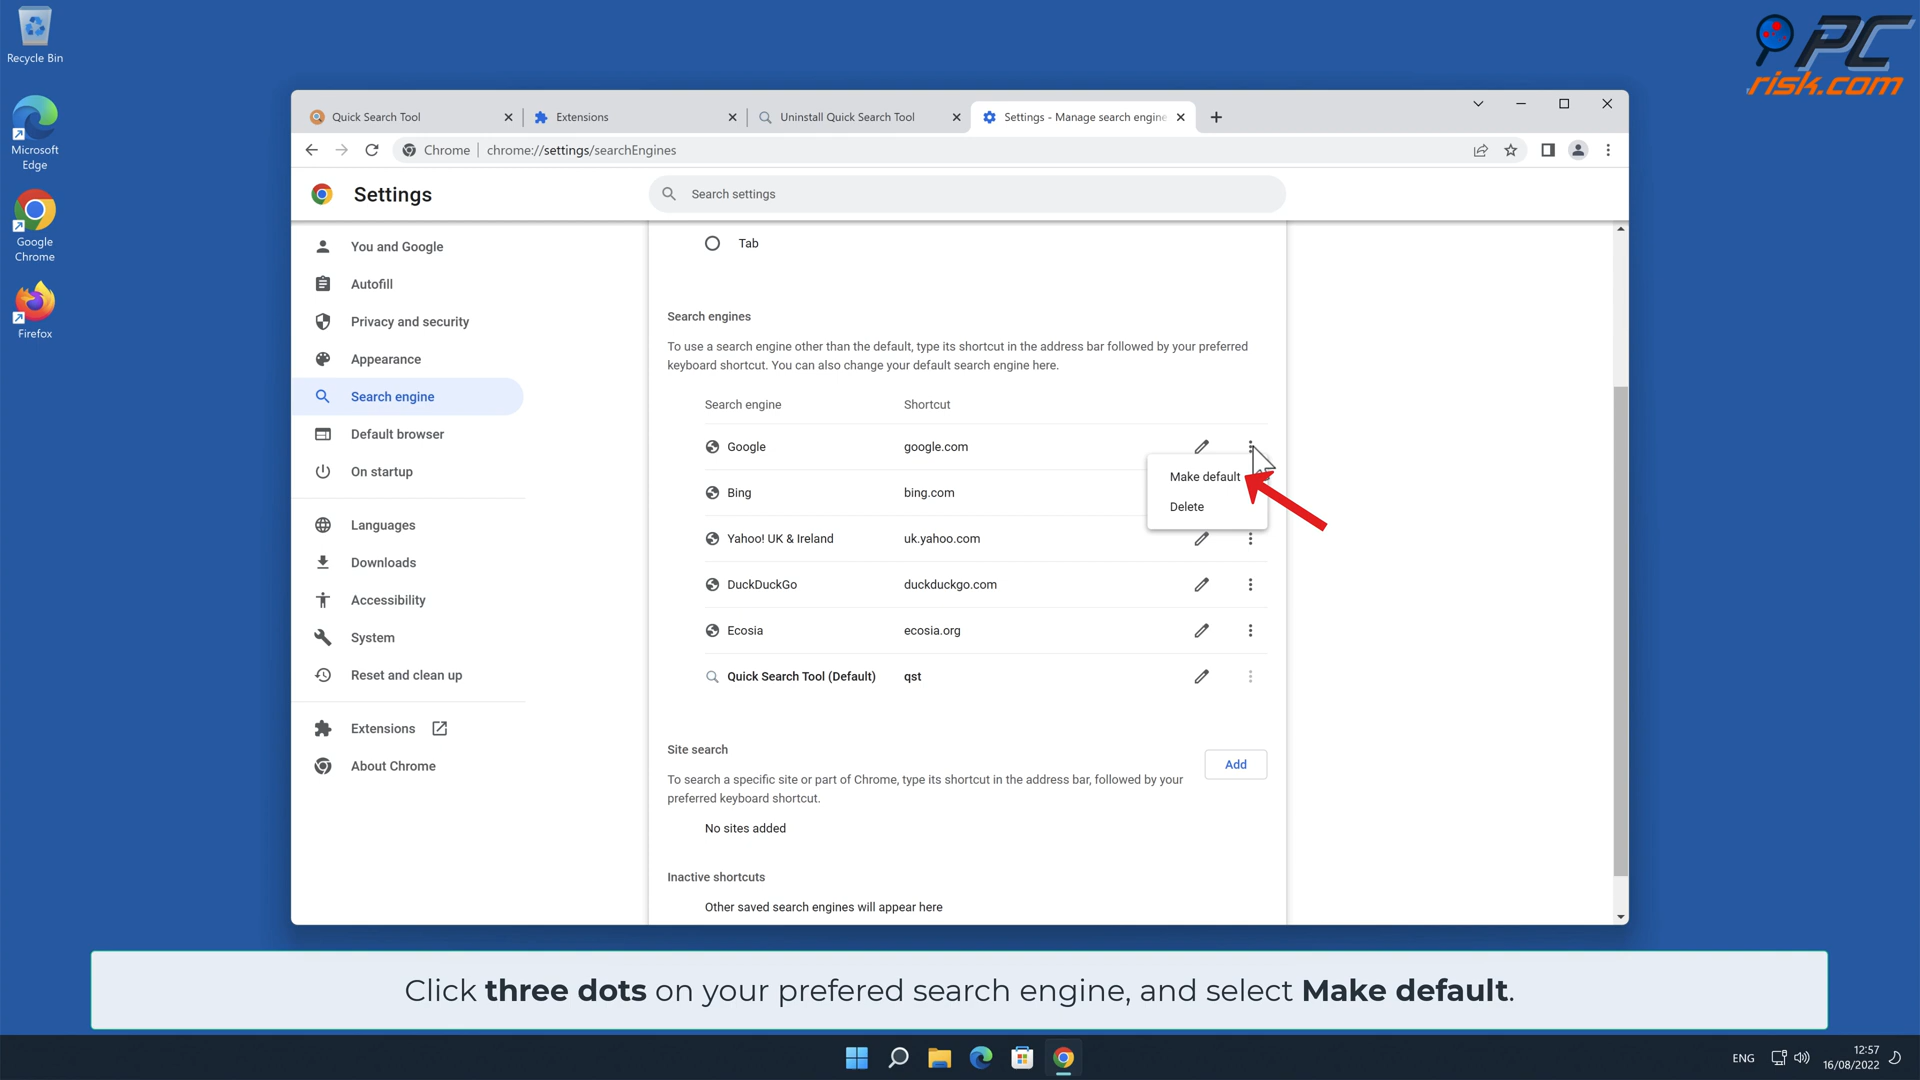 Recycle Bin
Microsoft
Edge
Google
Chrome
Firefox
PC
risk.com
Quick Search Tool
Extensions
Uninstall Quick Search Tool
Settings - Manage search engine
Chrome
chrome://settings/searchEngines
Settings
Search settings
You and Google
Autofill
Privacy and security
Appearance
Search engine
Default browser
On startup
Languages
Downloads
Accessibility
System
Reset and clean up
Extensions
About Chrome
Tab
Search engines
To use a search engine other than the default, type its shortcut in the address bar followed by your preferred
keyboard shortcut. You can also change your default search engine here.
Search engine Shortcut
Google google.com
Make default
Bing bing.com
Delete
Yahoo! UK & Ireland uk.yahoo.com
DuckDuckGo duckduckgo.com
Ecosia ecosia.org
Quick Search Tool (Default) qst
Site search
Add
To search a specific site or part of Chrome, type its shortcut in the address bar, followed by your
preferred keyboard shortcut.
No sites added
Inactive shortcuts
Other saved search engines will appear here
Click three dots on your prefered search engine, and select Make default.
ENG
12:57
16/08/2022